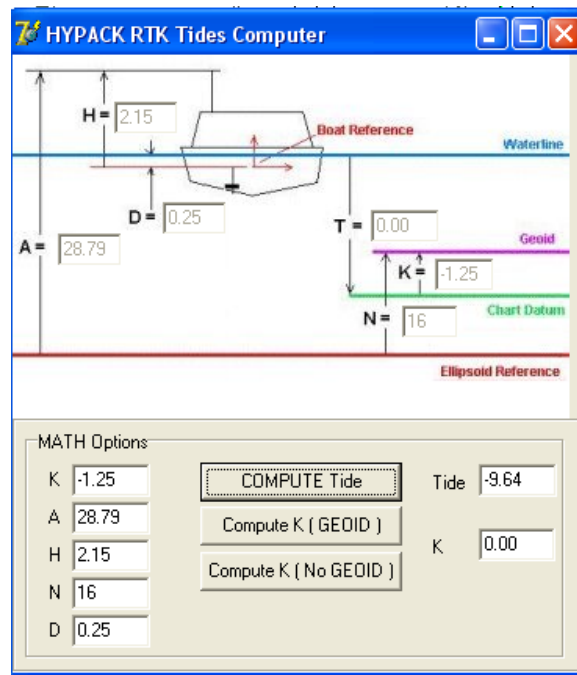 HYPACK RTK Tides Computer
H = 2.15
Boat Reference
Waterline
D = 0.25
T = 0.00
A = 28.79
Geoid
K = -1.25
N = 16
Chart Datum
Ellipsoid Reference
MATH Options
K -1.25
COMPUTE Tide
Tide -9.64
A 28.79
Compute K ( GEOID )
K 0.00
H 2.15
Compute K ( No GEOID )
N 16
D 0.25